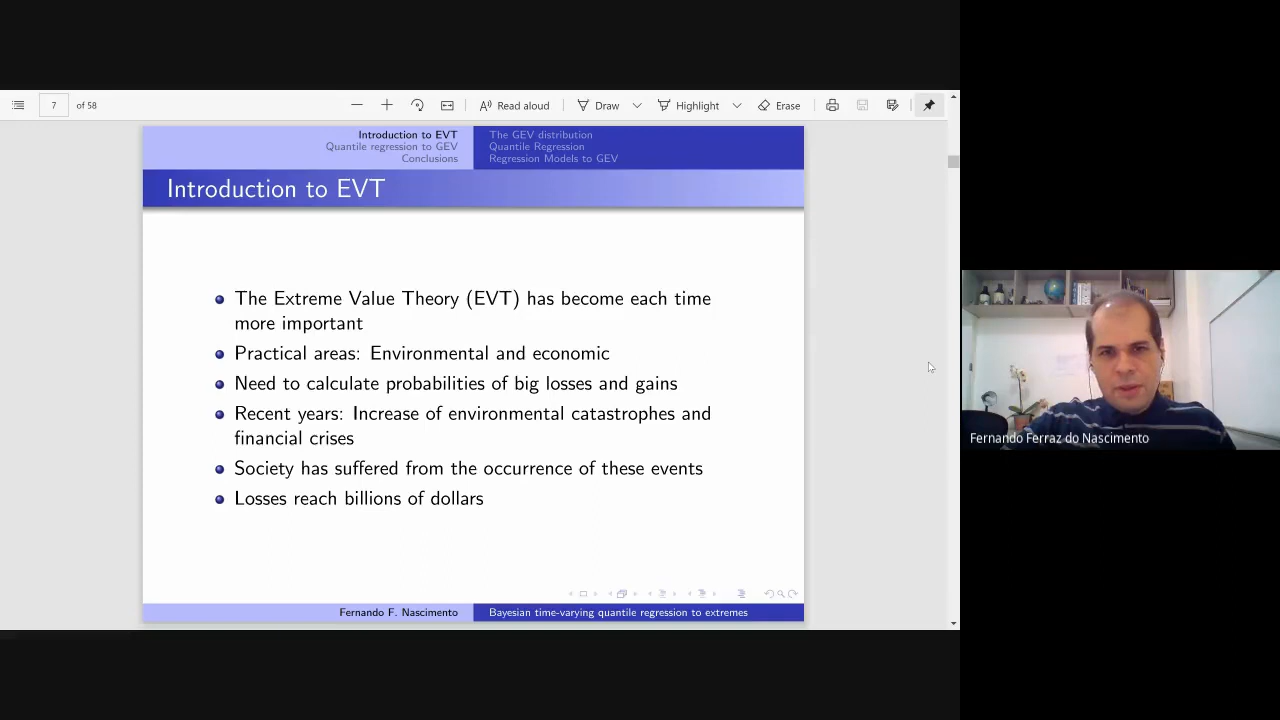 7 of 58 Read aloud Draw Highlight Erase
Introduction to EVT
Quantile regression to GEV
Conclusions
The GEV distribution
Quantile Regression
Regression Models to GEV
Introduction to EVT
The Extreme Value Theory (EVT) has become each time
more important
Practical areas: Environmental and economic
Need to calculate probabilities of big losses and gains
Recent years: Increase of environmental catastrophes and
financial crises
Society has suffered from the occurrence of these events
Losses reach billions of dollars
Fernando F. Nascimento
Bayesian time-varying quantile regression to extremes
Fernando Ferraz do Nascimento